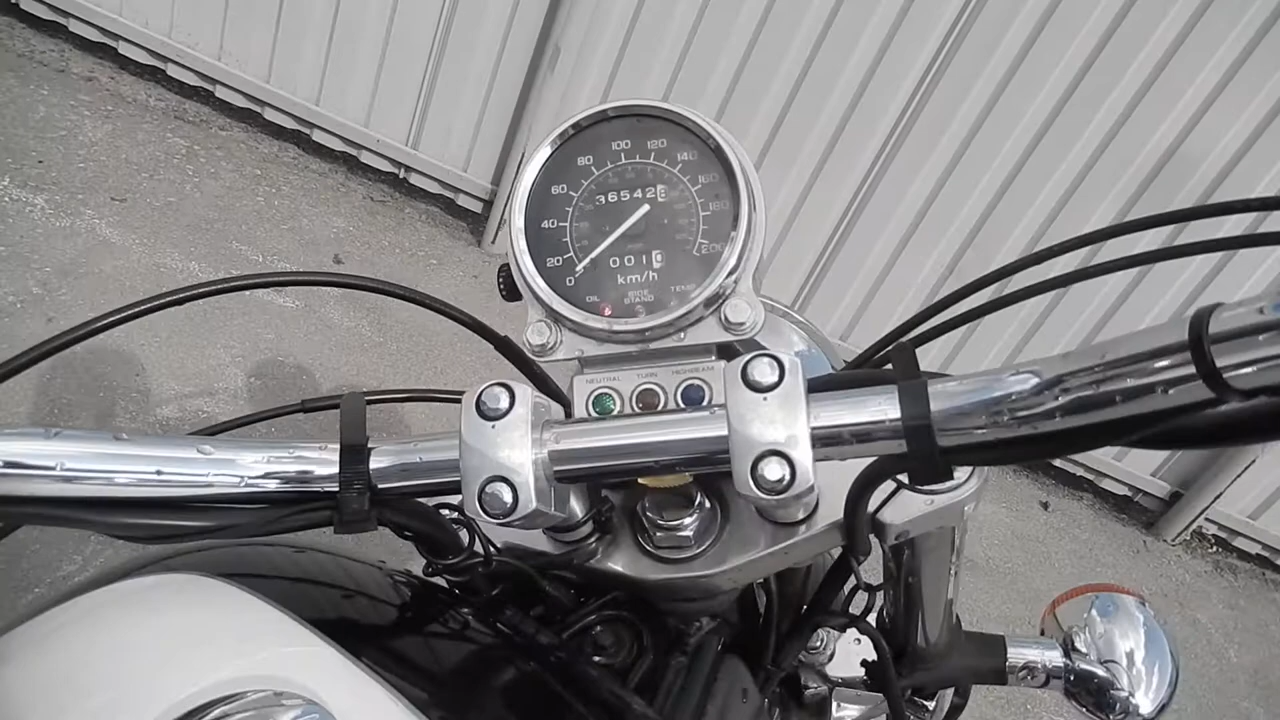 100 120
80 140
60 160
365428
40 180
20 200
0010
0 km/h
OIL SIDE STAND TEMP
NEUTRAL TURN HIGHBEAM